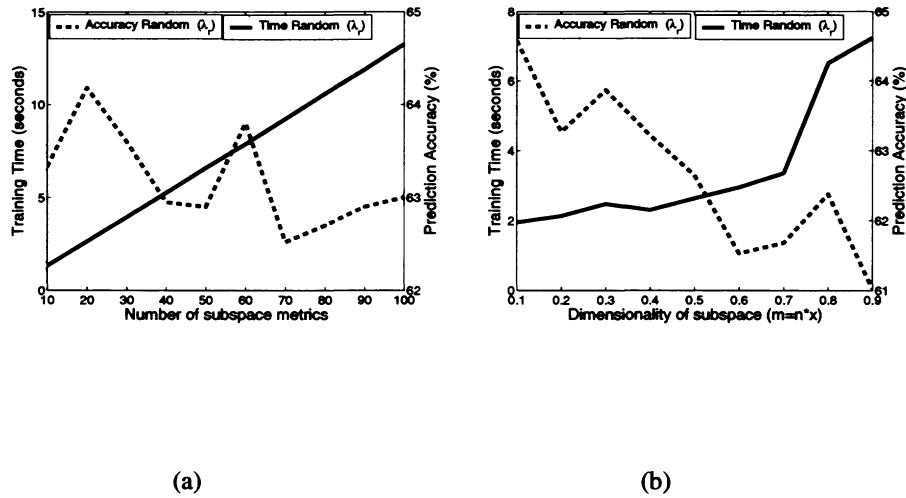 Accuracy Random (λr) Time Random (λr)
15
10
5
0
Training Time (seconds)
65
64
63
62
Prediction Accuracy (%)
10 20 30 40 50 60 70 80 90 100
Number of subspace metrics
(a)
Accuracy Random (λr) Time Random (λr)
8
6
4
2
0
Training Time (seconds)
65
64
63
62
61
Prediction Accuracy (%)
0.1 0.2 0.3 0.4 0.5 0.6 0.7 0.8 0.9
Dimensionality of subspace (m=n*x)
(b)